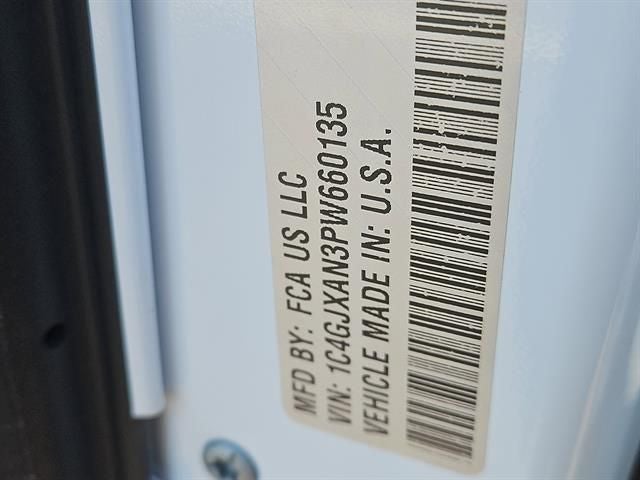 MFD BY: FCA US LLC
VIN: 1C4GJXAN3PW660135
VEHICLE MADE IN: U.S.A.